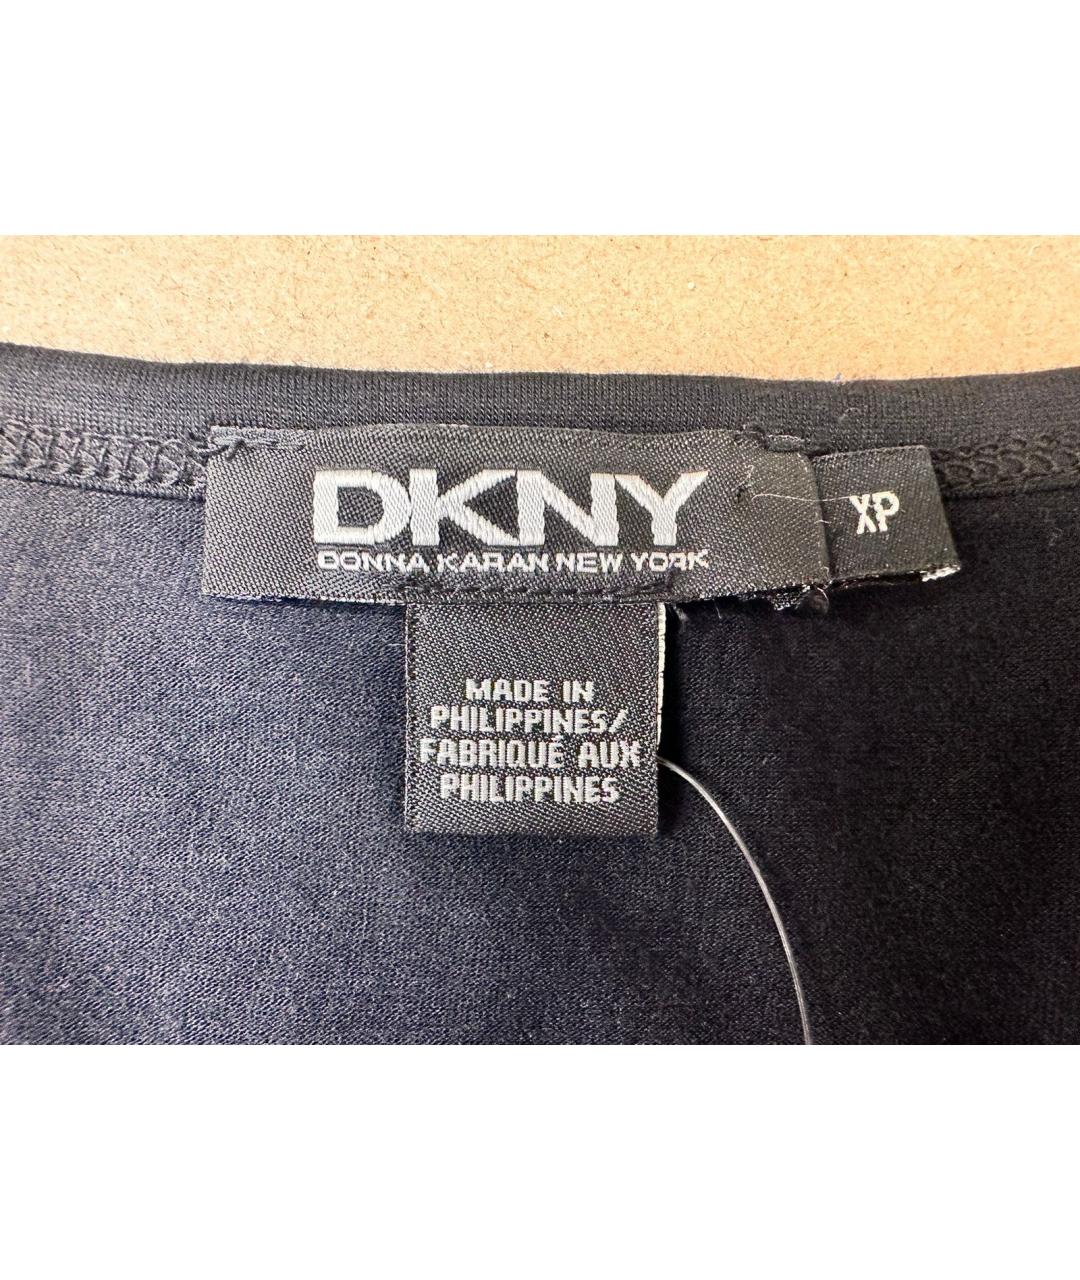 DKNY
DONNA KARAN NEW YORK
XP
MADE IN
PHILIPPINES/
FABRIQUÉ AUX
PHILIPPINES